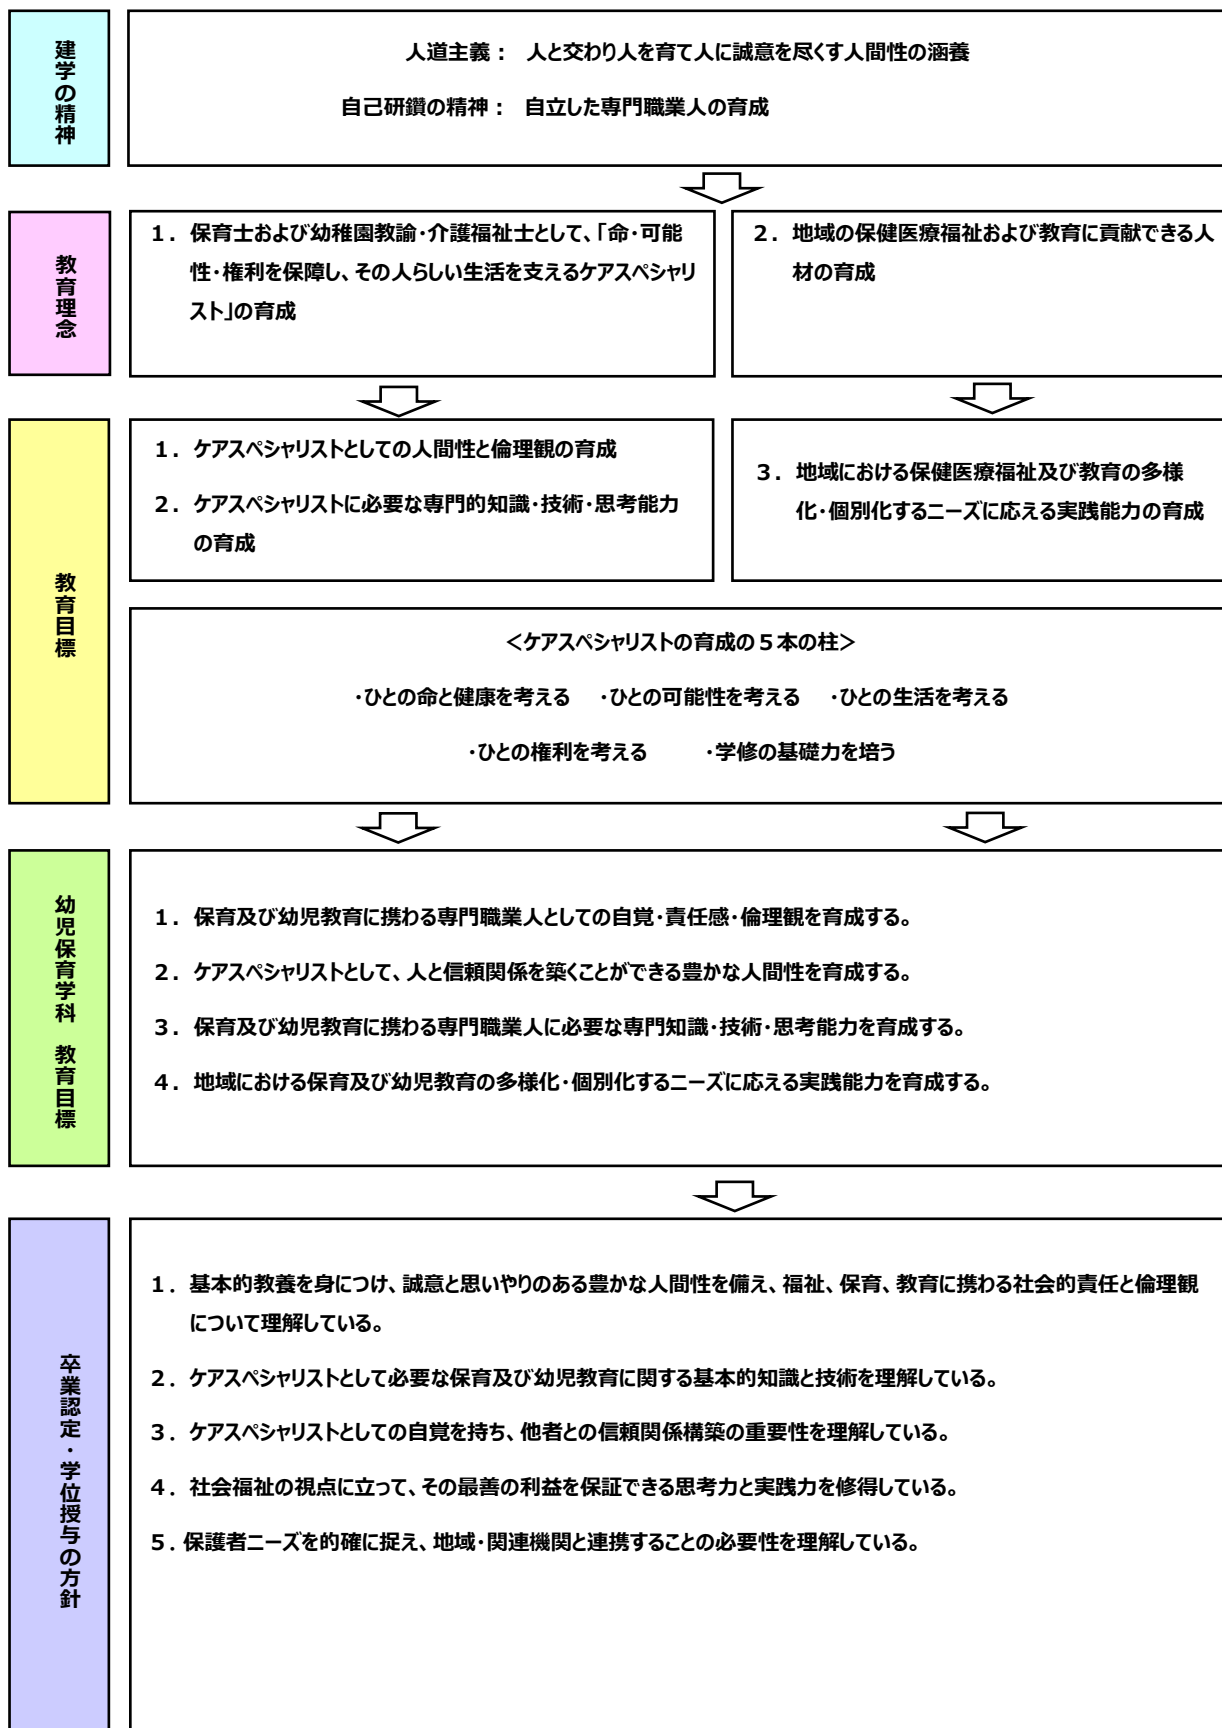 建学の精神
人道主義： 人と交わり人を育て人に誠意を尽くす人間性の涵養
自己研鑽の精神： 自立した専門職業人の育成
教育理念
１．保育士および幼稚園教諭・介護福祉士として、「命・可能
性・権利を保障し、その人らしい生活を支えるケアスペシャリ
スト」の育成
２．地域の保健医療福祉および教育に貢献できる人
材の育成
教育目標
１．ケアスペシャリストとしての人間性と倫理観の育成
２．ケアスペシャリストに必要な専門的知識・技術・思考能力
の育成
３．地域における保健医療福祉及び教育の多様
化・個別化するニーズに応える実践能力の育成
＜ケアスペシャリストの育成の５本の柱＞
・ひとの命と健康を考える ・ひとの可能性を考える ・ひとの生活を考える
・ひとの権利を考える ・学修の基礎力を培う
幼児保育学科 教育目標
１．保育及び幼児教育に携わる専門職業人としての自覚・責任感・倫理観を育成する。
２．ケアスペシャリストとして、人と信頼関係を築くことができる豊かな人間性を育成する。
３．保育及び幼児教育に携わる専門職業人に必要な専門知識・技術・思考能力を育成する。
４．地域における保育及び幼児教育の多様化・個別化するニーズに応える実践能力を育成する。
卒業認定・学位授与の方針
１．基本的教養を身につけ、誠意と思いやりのある豊かな人間性を備え、福祉、保育、教育に携わる社会的責任と倫理観
について理解している。
２．ケアスペシャリストとして必要な保育及び幼児教育に関する基本的知識と技術を理解している。
３．ケアスペシャリストとしての自覚を持ち、他者との信頼関係構築の重要性を理解している。
４．社会福祉の視点に立って、その最善の利益を保証できる思考力と実践力を修得している。
５．保護者ニーズを的確に捉え、地域・関連機関と連携することの必要性を理解している。